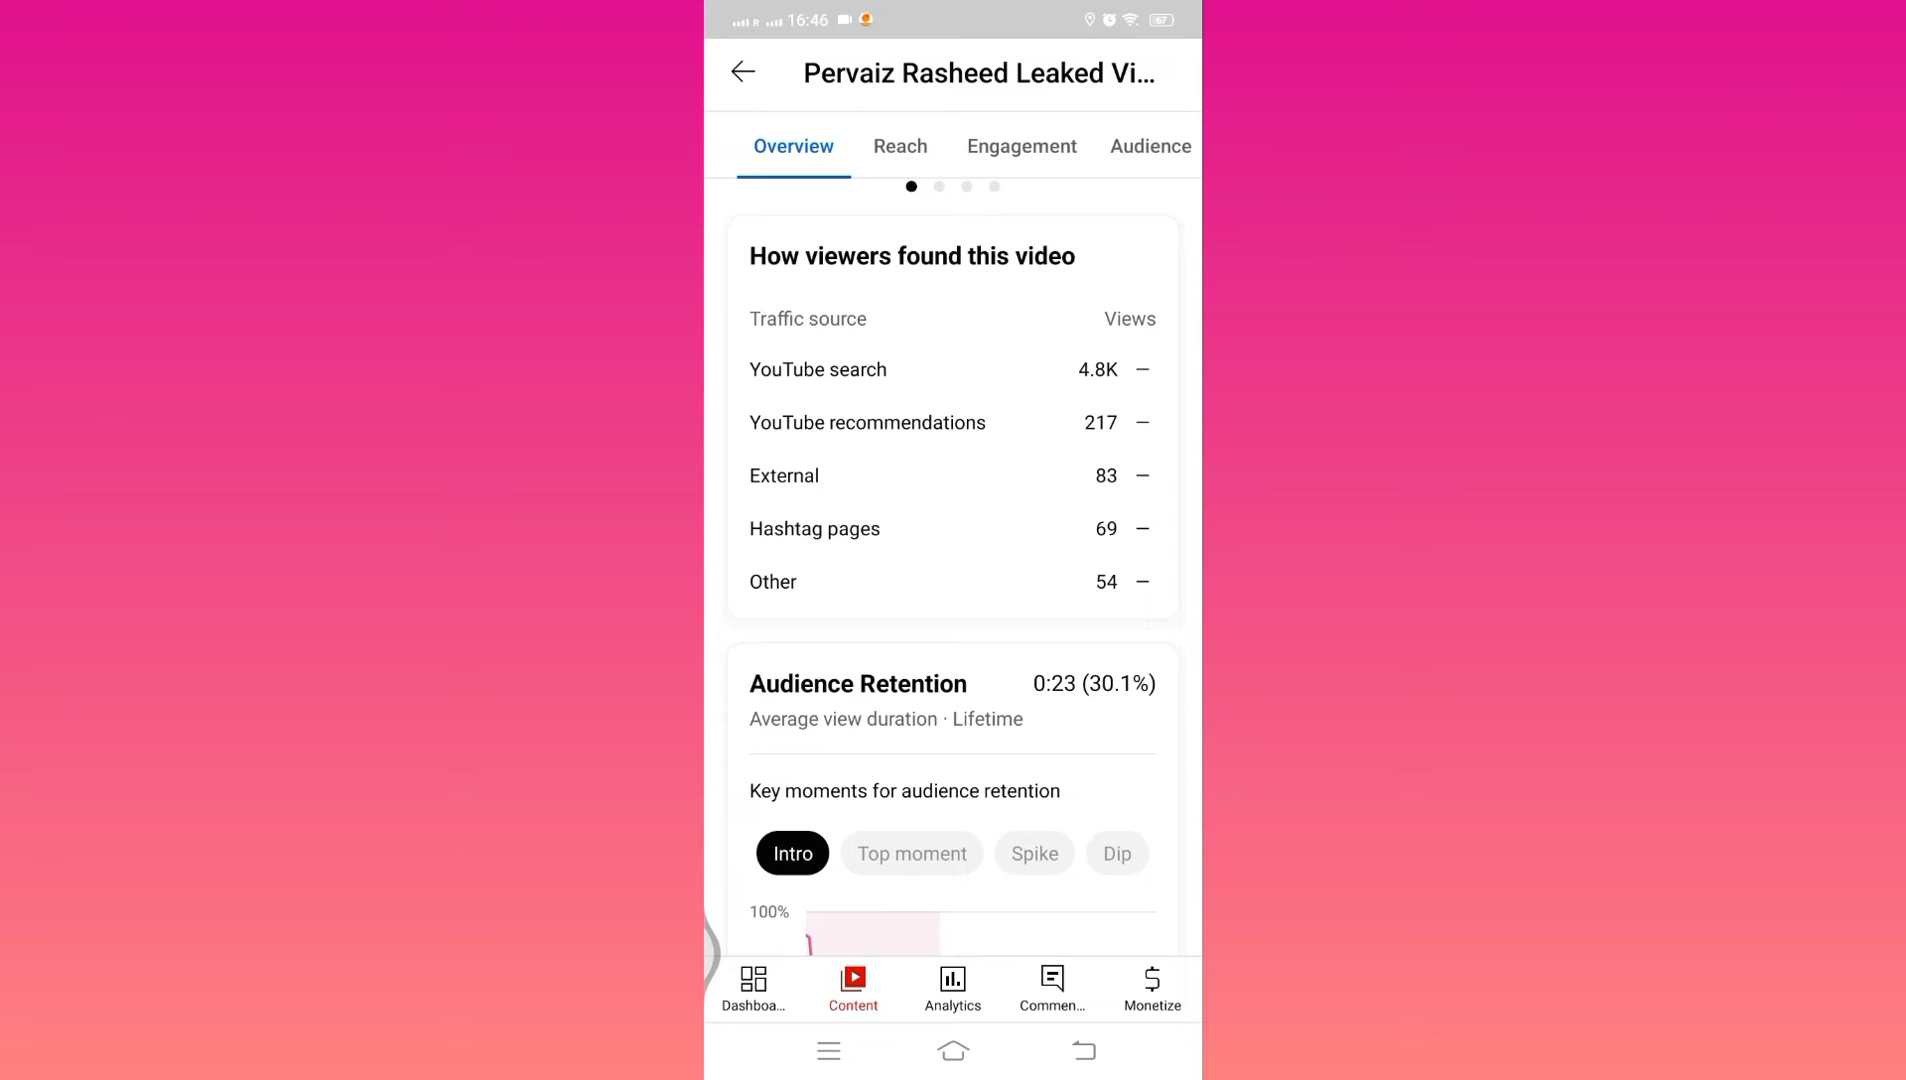 R 16:46 67
Pervaiz Rasheed Leaked Vi...
Overview Reach Engagement Audience
How viewers found this video
Traffic source Views
YouTube search 4.8K —
YouTube recommendations 217 —
External 83 —
Hashtag pages 69 —
Other 54 —
Audience Retention 0:23 (30.1%)
Average view duration · Lifetime
Key moments for audience retention
Intro Top moment Spike Dip
100%
Dashboa... Content Analytics Commen... Monetize